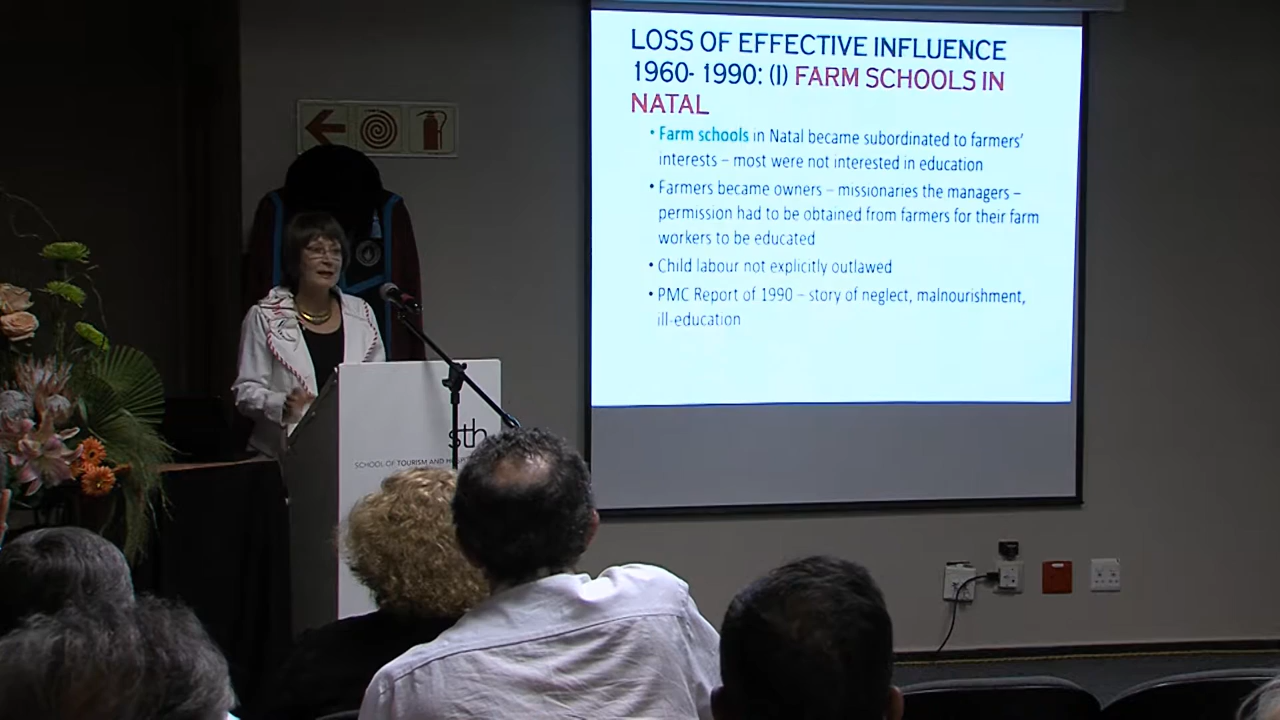 LOSS OF EFFECTIVE INFLUENCE
1960- 1990: (I) FARM SCHOOLS IN
NATAL
• Farm schools in Natal became subordinated to farmers'
interests – most were not interested in education
• Farmers became owners – missionaries the managers –
permission had to be obtained from farmers for their farm
workers to be educated
• Child labour not explicitly outlawed
• PMC Report of 1990 – story of neglect, malnourishment,
ill-education
sth
SCHOOL OF TOURISM AND